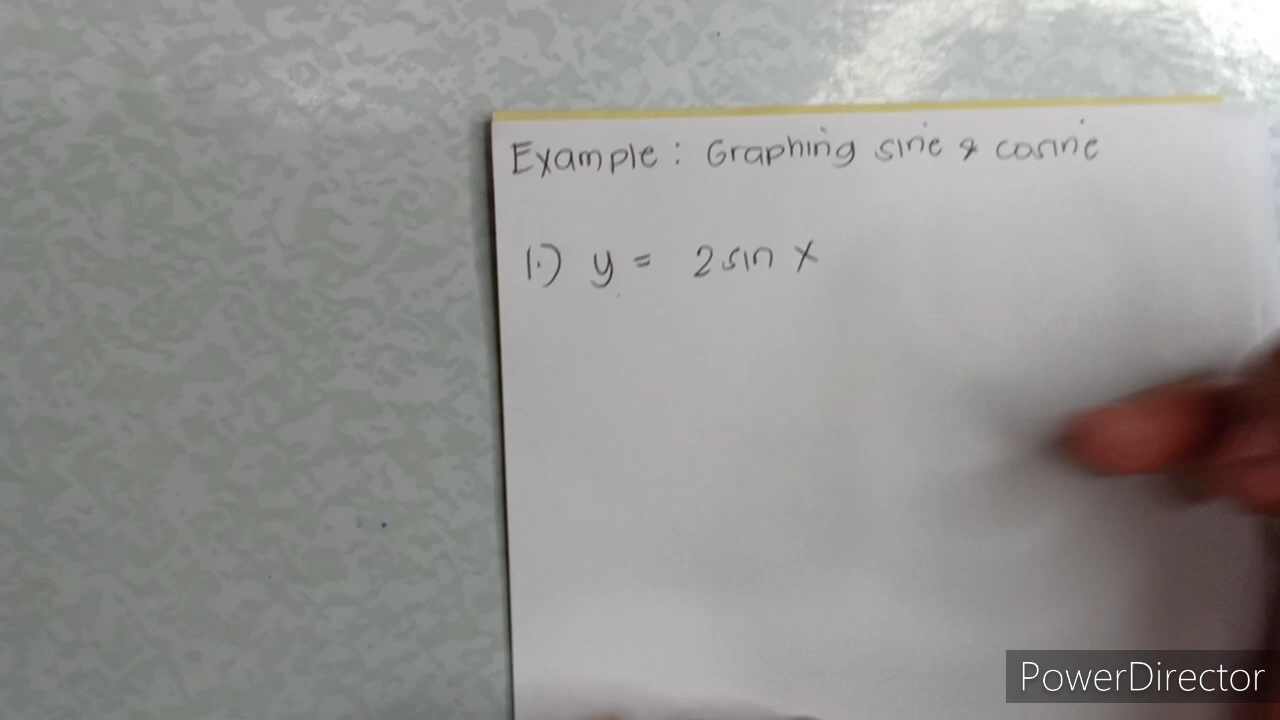 Example: Graphing sine & cosine
1.) y = 2 sin x
PowerDirector